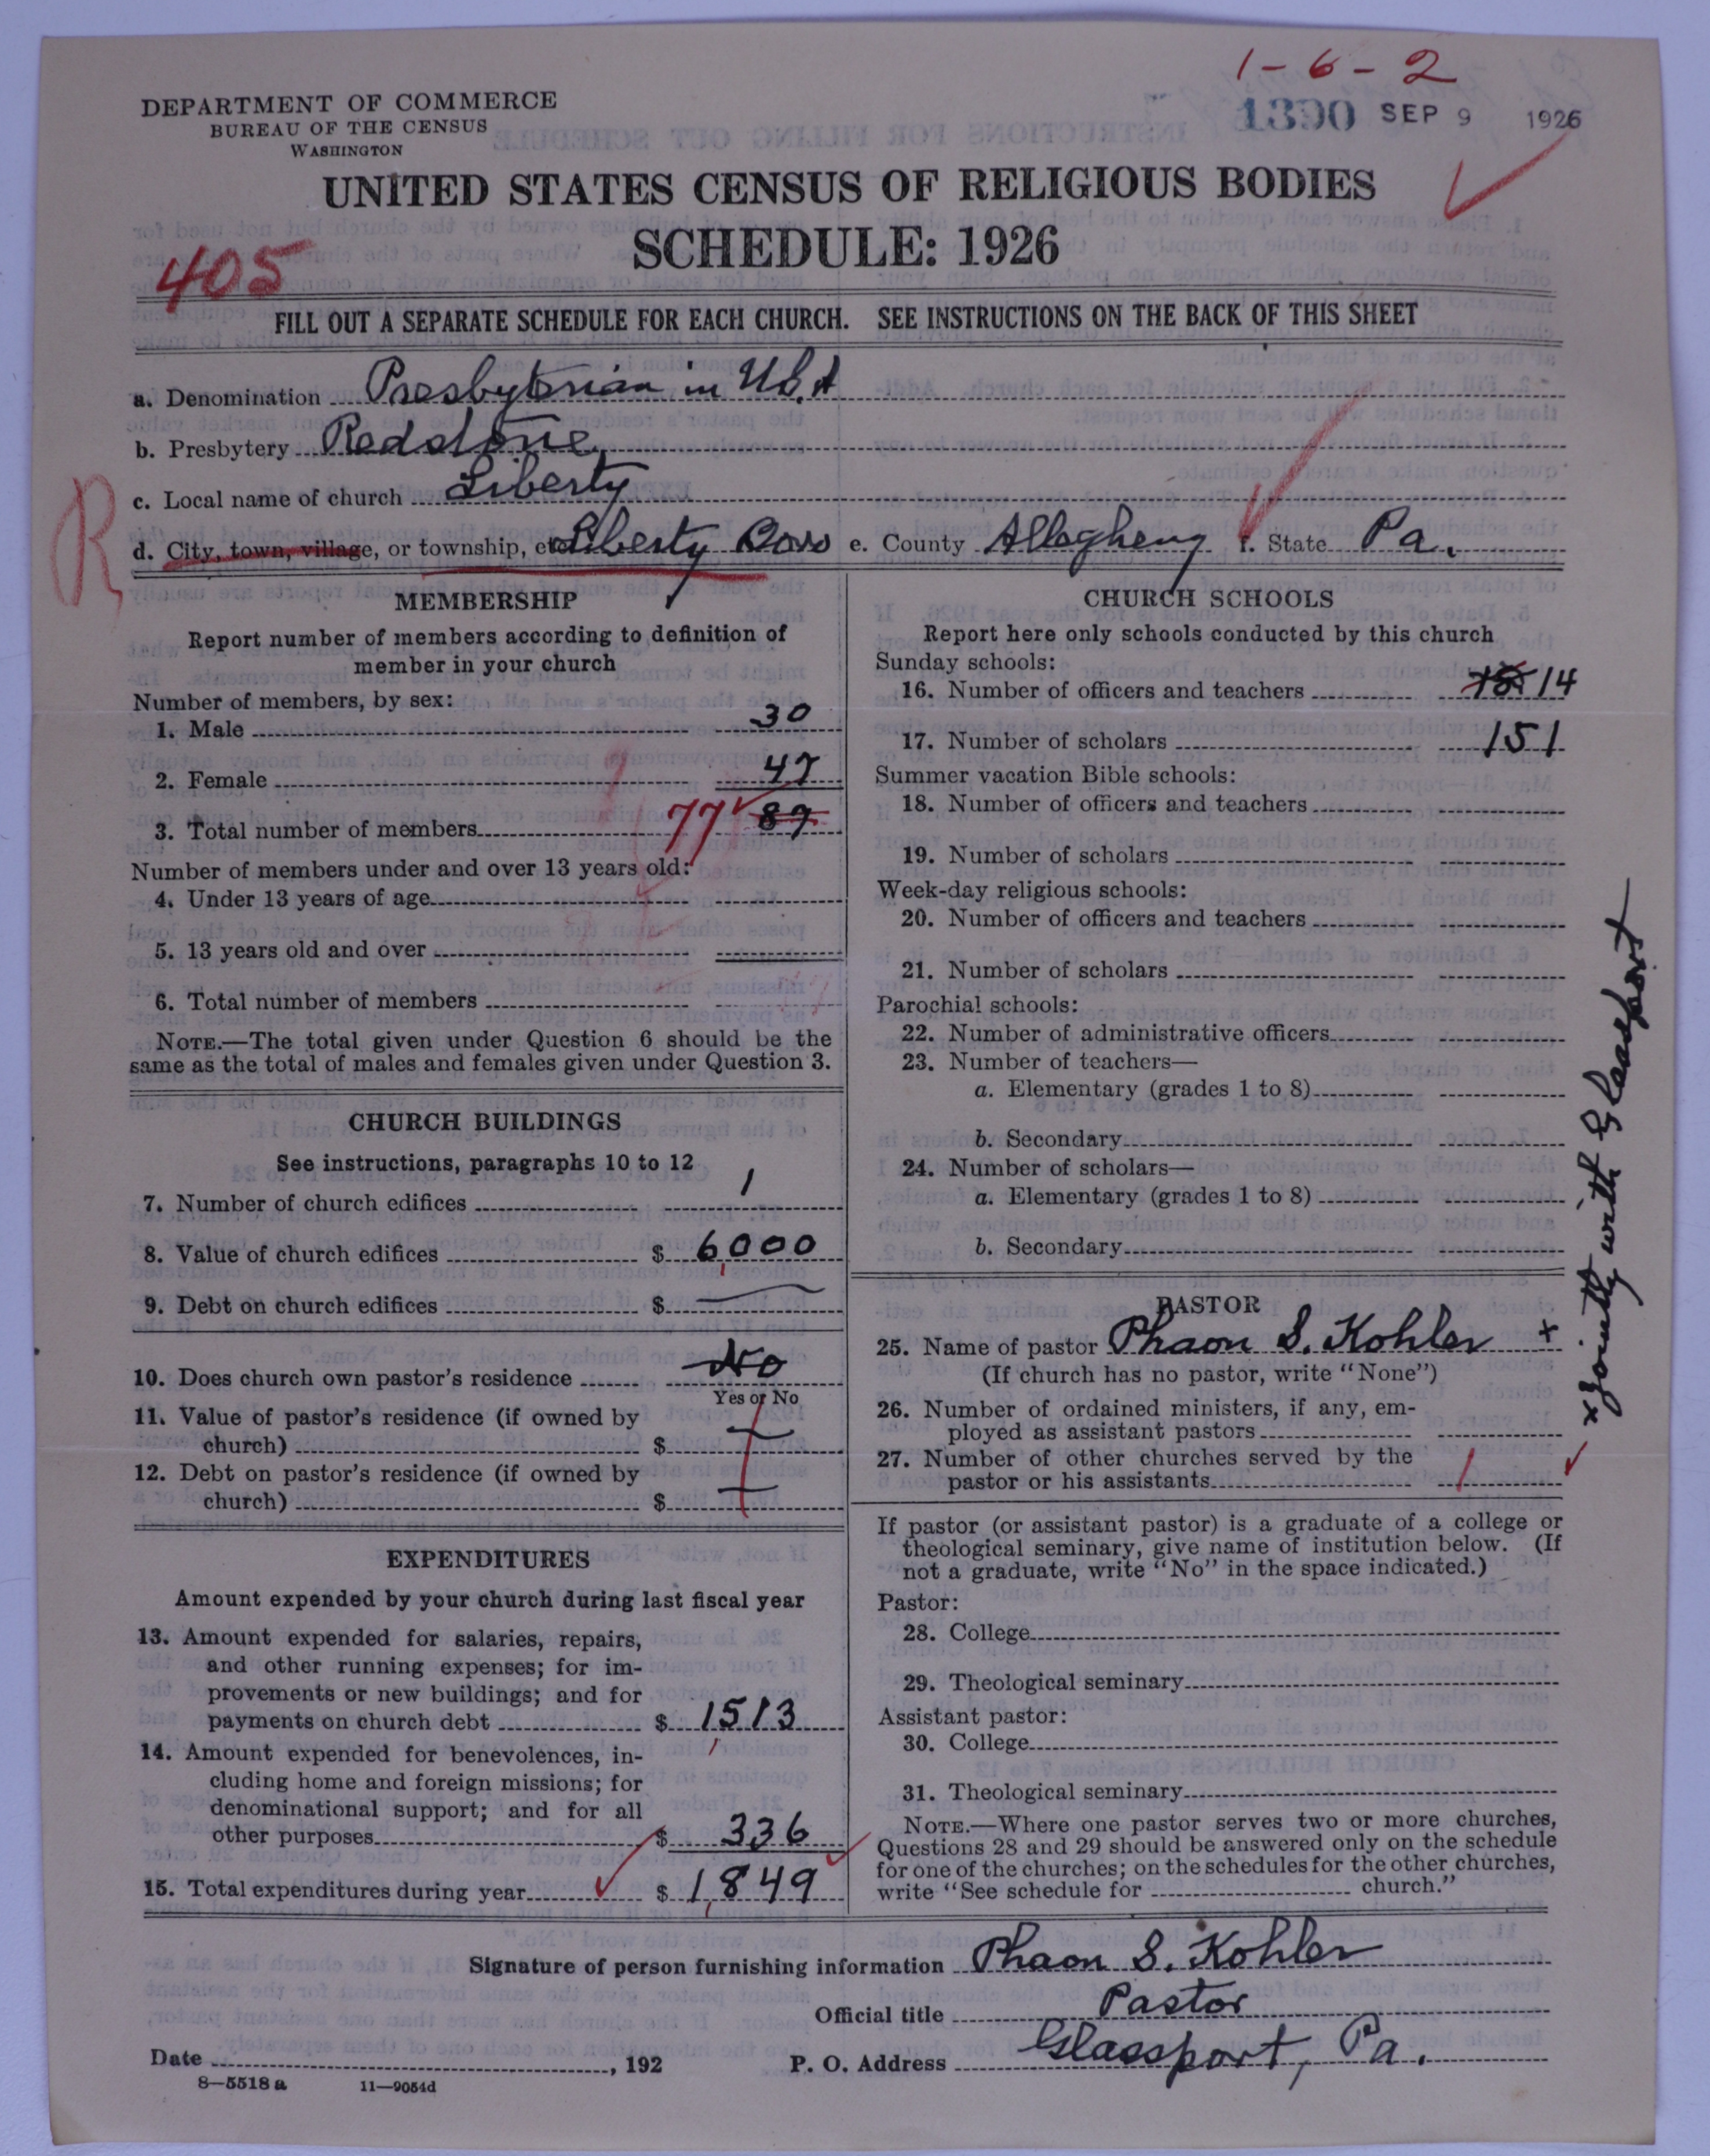 1-6-2
1390 SEP 9 1926
DEPARTMENT OF COMMERCE
BUREAU OF THE CENSUS
WASHINGTON
UNITED STATES CENSUS OF RELIGIOUS BODIES
SCHEDULE: 1926
405
FILL OUT A SEPARATE SCHEDULE FOR EACH CHURCH. SEE INSTRUCTIONS ON THE BACK OF THIS SHEET
a. Denomination Presbyterian in U.S.A
b. Presbytery Redstone
c. Local name of church Liberty
R
d. City, town, village, or township, etc. Liberty Boro e. County Allegheny f. State Pa.
MEMBERSHIP
Report number of members according to definition of
member in your church
Number of members, by sex:
1. Male 30
2. Female 47
3. Total number of members 77 87
Number of members under and over 13 years old:
4. Under 13 years of age
5. 13 years old and over
6. Total number of members
NOTE.—The total given under Question 6 should be the
same as the total of males and females given under Question 3.
CHURCH BUILDINGS
See instructions, paragraphs 10 to 12
7. Number of church edifices 1
8. Value of church edifices $ 6,000
9. Debt on church edifices $ —
10. Does church own pastor's residence No
Yes or No
11. Value of pastor's residence (if owned by
church) $ —
12. Debt on pastor's residence (if owned by
church) $ —
EXPENDITURES
Amount expended by your church during last fiscal year
13. Amount expended for salaries, repairs,
and other running expenses; for im-
provements or new buildings; and for
payments on church debt $ 1513
14. Amount expended for benevolences, in-
cluding home and foreign missions; for
denominational support; and for all
other purposes $ 336
15. Total expenditures during year $ 1,849
CHURCH SCHOOLS
Report here only schools conducted by this church
Sunday schools:
16. Number of officers and teachers 14
17. Number of scholars 151
Summer vacation Bible schools:
18. Number of officers and teachers
19. Number of scholars
Week-day religious schools:
20. Number of officers and teachers
21. Number of scholars
Parochial schools:
22. Number of administrative officers
23. Number of teachers—
a. Elementary (grades 1 to 8)
b. Secondary
24. Number of scholars—
a. Elementary (grades 1 to 8)
b. Secondary
PASTOR
25. Name of pastor Phaon S. Kohler x
(If church has no pastor, write "None")
26. Number of ordained ministers, if any, em-
ployed as assistant pastors
27. Number of other churches served by the
pastor or his assistants 1
x Jointly with Glassport
If pastor (or assistant pastor) is a graduate of a college or
theological seminary, give name of institution below. (If
not a graduate, write "No" in the space indicated.)
Pastor:
28. College
29. Theological seminary
Assistant pastor:
30. College
31. Theological seminary
NOTE.—Where one pastor serves two or more churches,
Questions 28 and 29 should be answered only on the schedule
for one of the churches; on the schedules for the other churches,
write "See schedule for church."
Signature of person furnishing information Phaon S. Kohler
Official title Pastor
Date , 192 P. O. Address Glassport, Pa.
8—5518 a 11—9054d